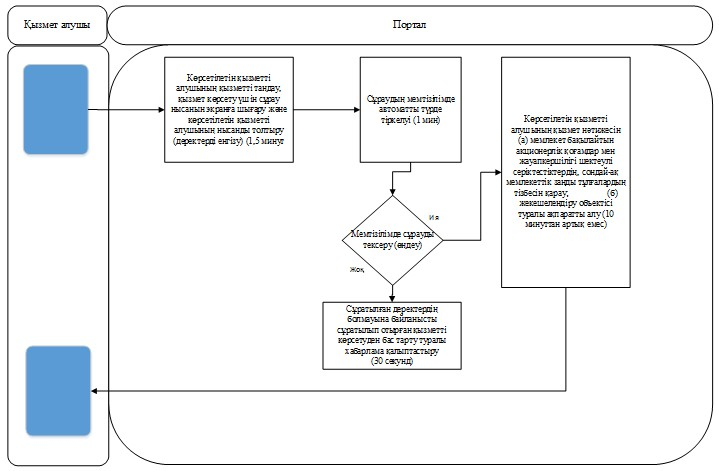 Қызмет алушы
Портал
Көрсетілетін қызметті
алушының қызметті таңдау,
қызмет көрсету үшін сұрау
нысанын экранға шығару және
көрсетілетін қызметті
алушының нысанды толтыру
(деректерді енгізу) (1,5 минут
Сұраудың мемтізілімде
автоматты түрде
тіркелуі (1 мин)
Көрсетілетін қызметті
алушының қызмет нәтижесін
(а) мемлекет бақылайтын
акционерлік қоғамдар мен
жауапкершілігі шектеулі
серіктестіктердің, сондай-ақ
мемлекеттік заңды тұлғалардың
тізбесін қарау; (б)
жекешелендіру объектісі
туралы ақпаратты алу (10
минуттан артық емес)
Ия
Мемтізілімде сұрауды
тексеру (өңдеу)
Жоқ
Сұратылған деректердің
болмауына байланысты
сұратылып отырған қызметті
көрсетуден бас тарту туралы
хабарлама қалыптастыру
(30 секунд)